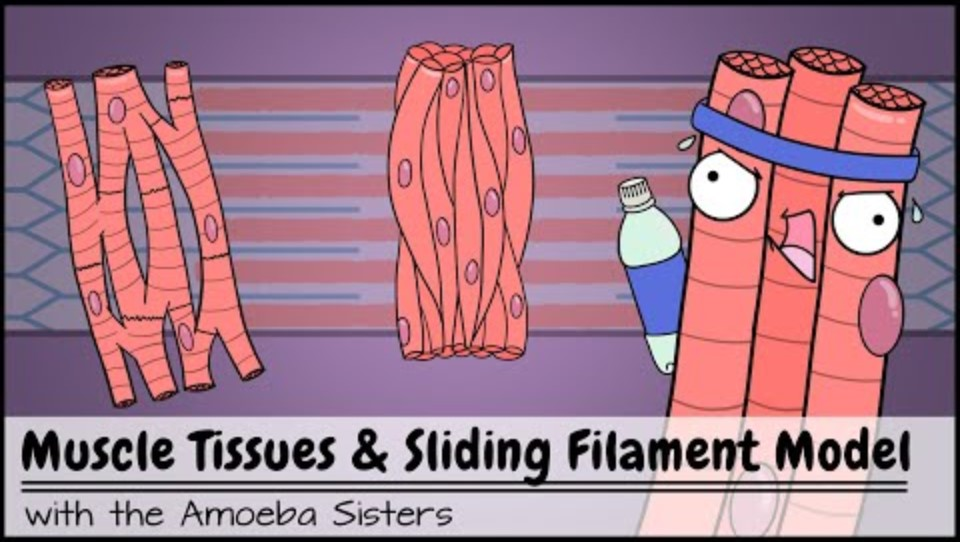 Muscle Tissues & Sliding Filament Model
with the Amoeba Sisters